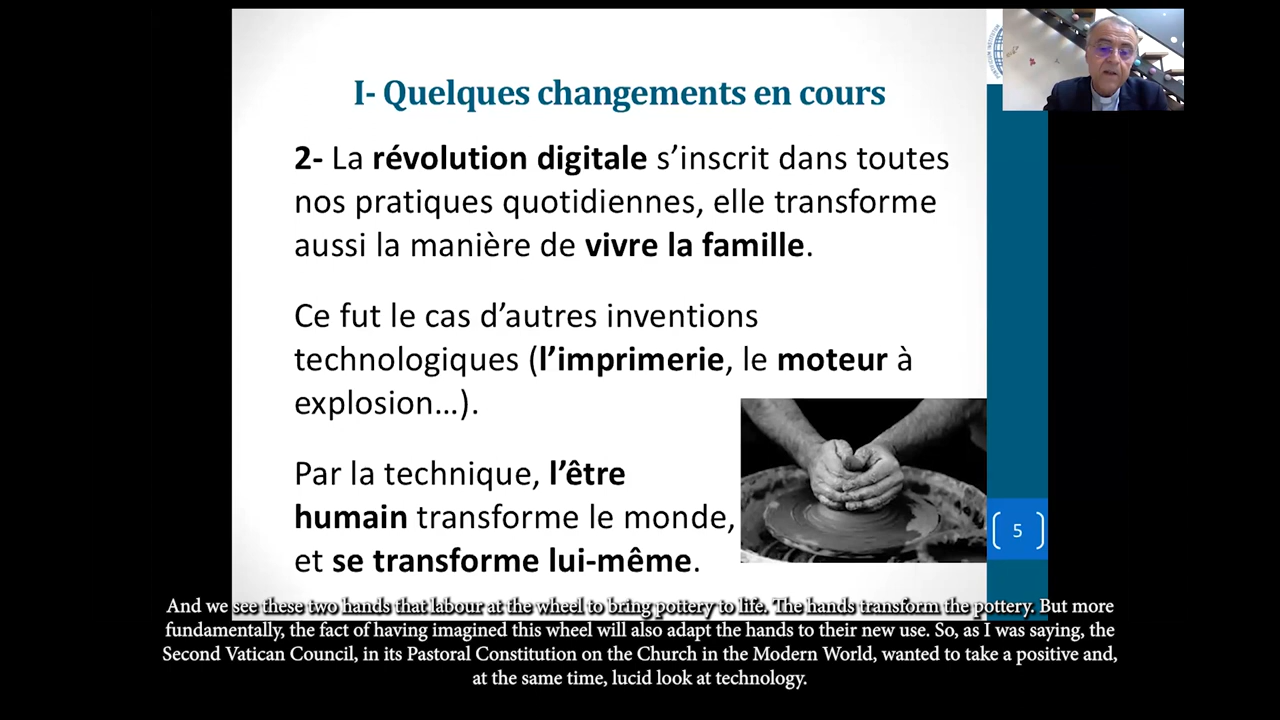 I- Quelques changements en cours
2- La révolution digitale s’inscrit dans toutes
nos pratiques quotidiennes, elle transforme
aussi la manière de vivre la famille.
Ce fut le cas d’autres inventions
technologiques (l’imprimerie, le moteur à
explosion…).
Par la technique, l’être
humain transforme le monde,
et se transforme lui-même.
5
And we see these two hands that labour at the wheel to bring pottery to life. The hands transform the pottery. But more
fundamentally, the fact of having imagined this wheel will also adapt the hands to their new use. So, as I was saying, the
Second Vatican Council, in its Pastoral Constitution on the Church in the Modern World, wanted to take a positive and,
at the same time, lucid look at technology.